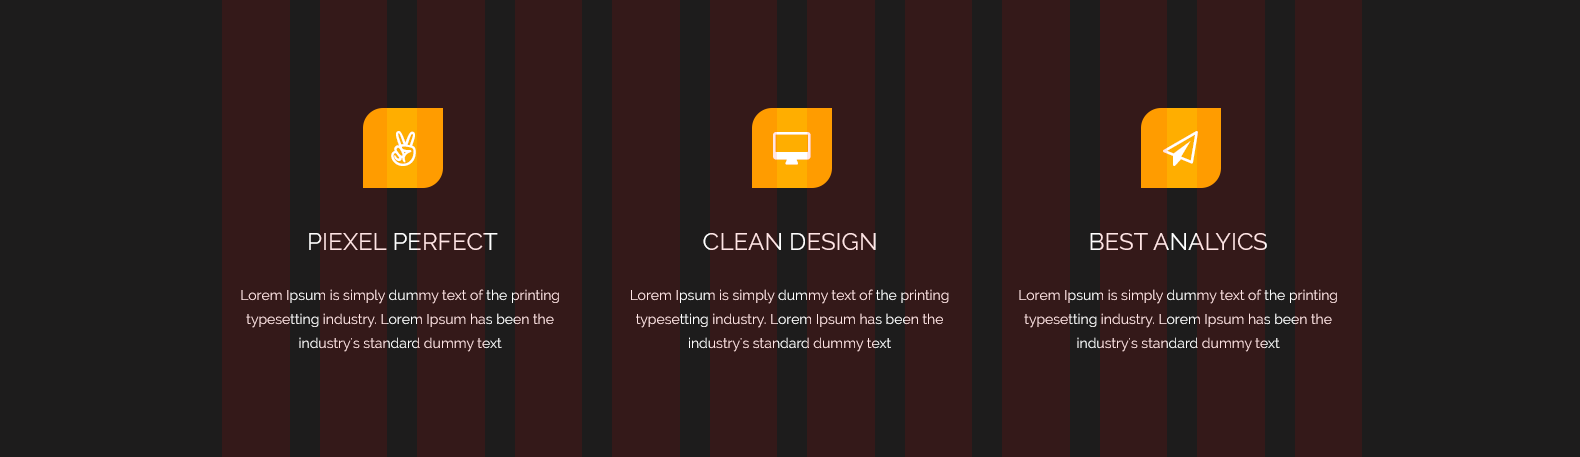 PIEXEL PERFECT
Lorem Ipsum is simply dummy text of the printing
typesetting industry. Lorem Ipsum has been the
industry's standard dummy text
CLEAN DESIGN
Lorem Ipsum is simply dummy text of the printing
typesetting industry. Lorem Ipsum has been the
industry's standard dummy text
BEST ANALYICS
Lorem Ipsum is simply dummy text of the printing
typesetting industry. Lorem Ipsum has been the
industry's standard dummy text